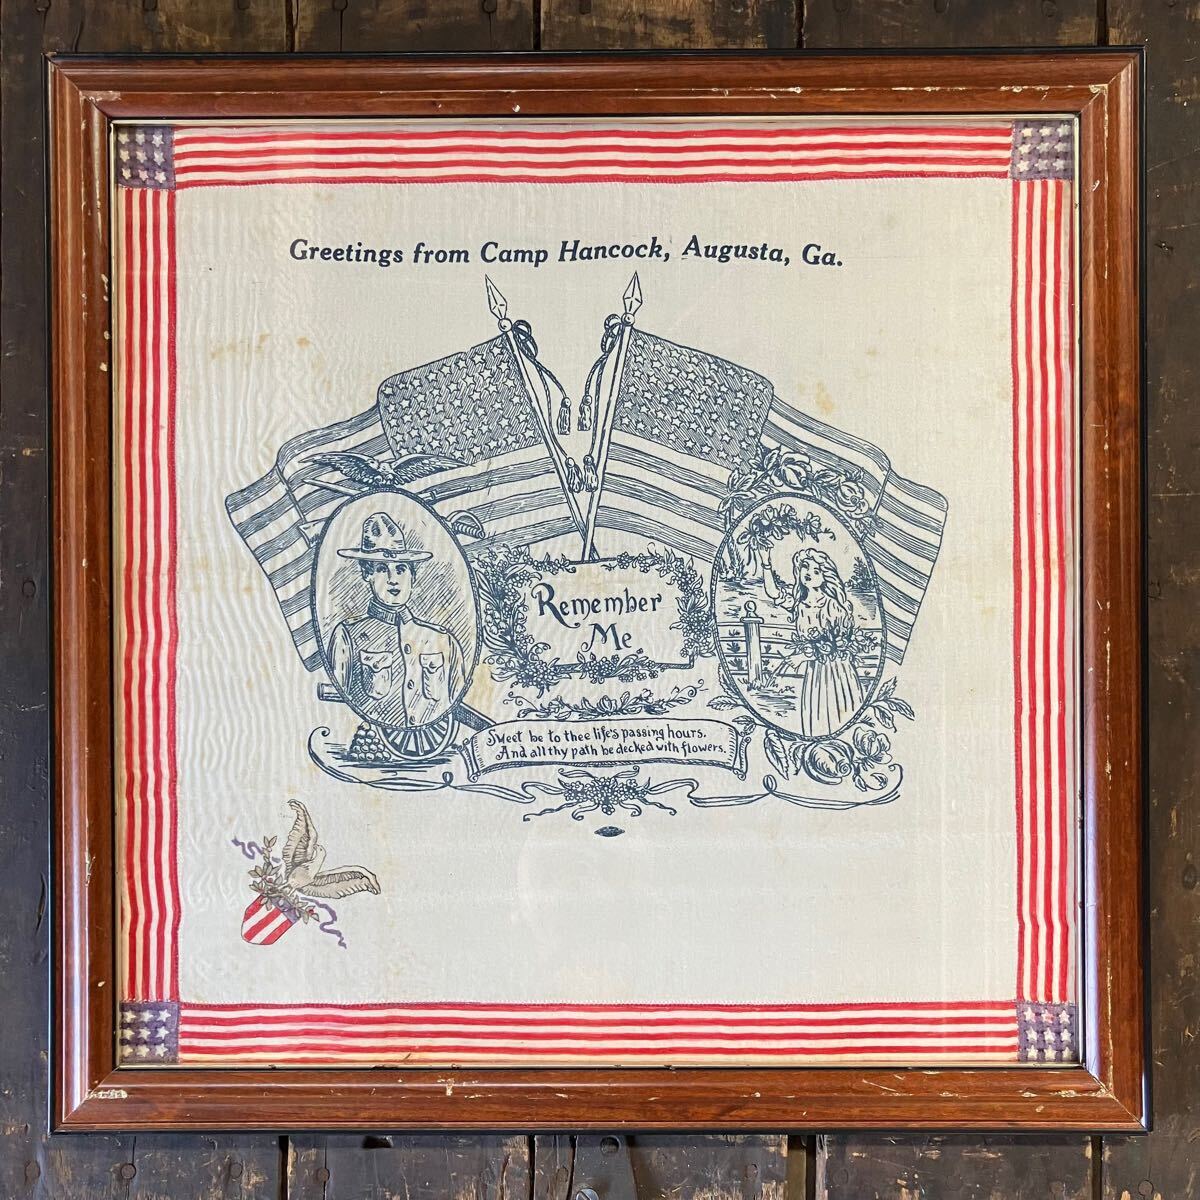 Greetings from Camp Hancock, Augusta, Ga.
Remember
Me
Sweet be to thee life's passing hours.
And all thy path be decked with flowers.